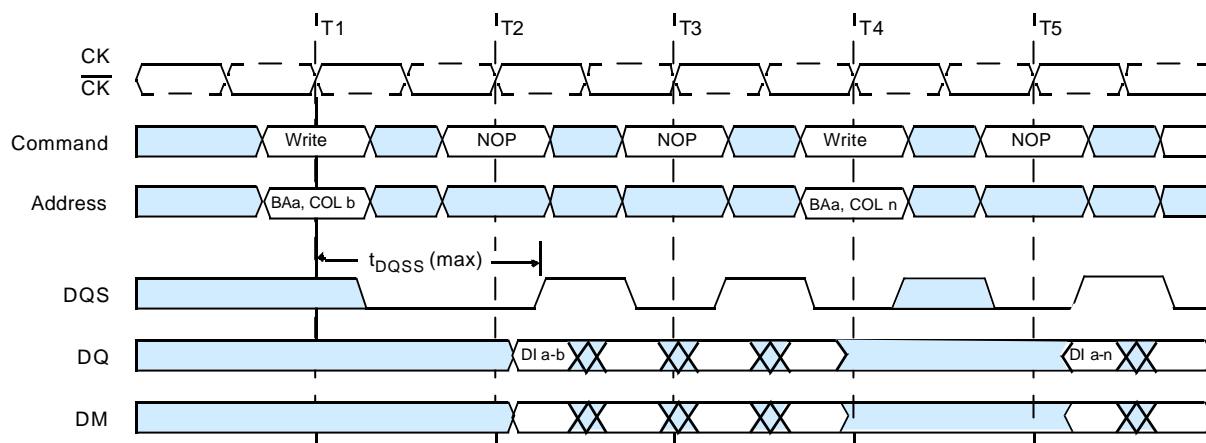 T1 T2 T3 T4 T5
CK
CK
Command Write NOP NOP Write NOP
Address BAa, COL b BAa, COL n
tDQSS (max)
DQS
DQ DI a-b DI a-n
DM